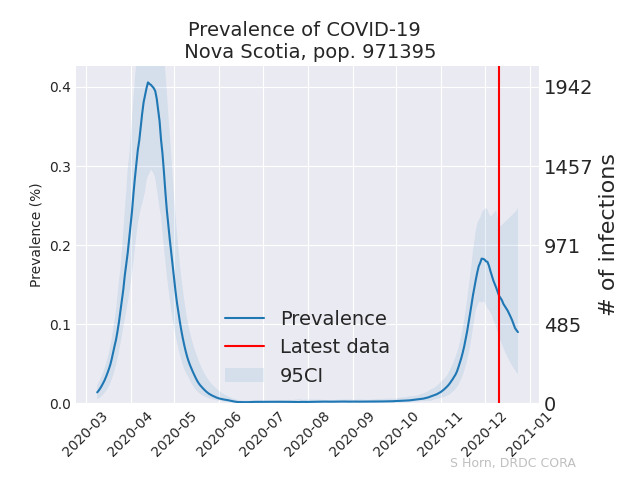 Prevalence of COVID-19
Nova Scotia, pop. 971395
Prevalence (%)
0.4
0.3
0.2
0.1
0.0
1942
1457
971
485
0
# of infections
Prevalence
Latest data
95CI
2020-03
2020-04
2020-05
2020-06
2020-07
2020-08
2020-09
2020-10
2020-11
2020-12
2021-01
S Horn, DRDC CORA